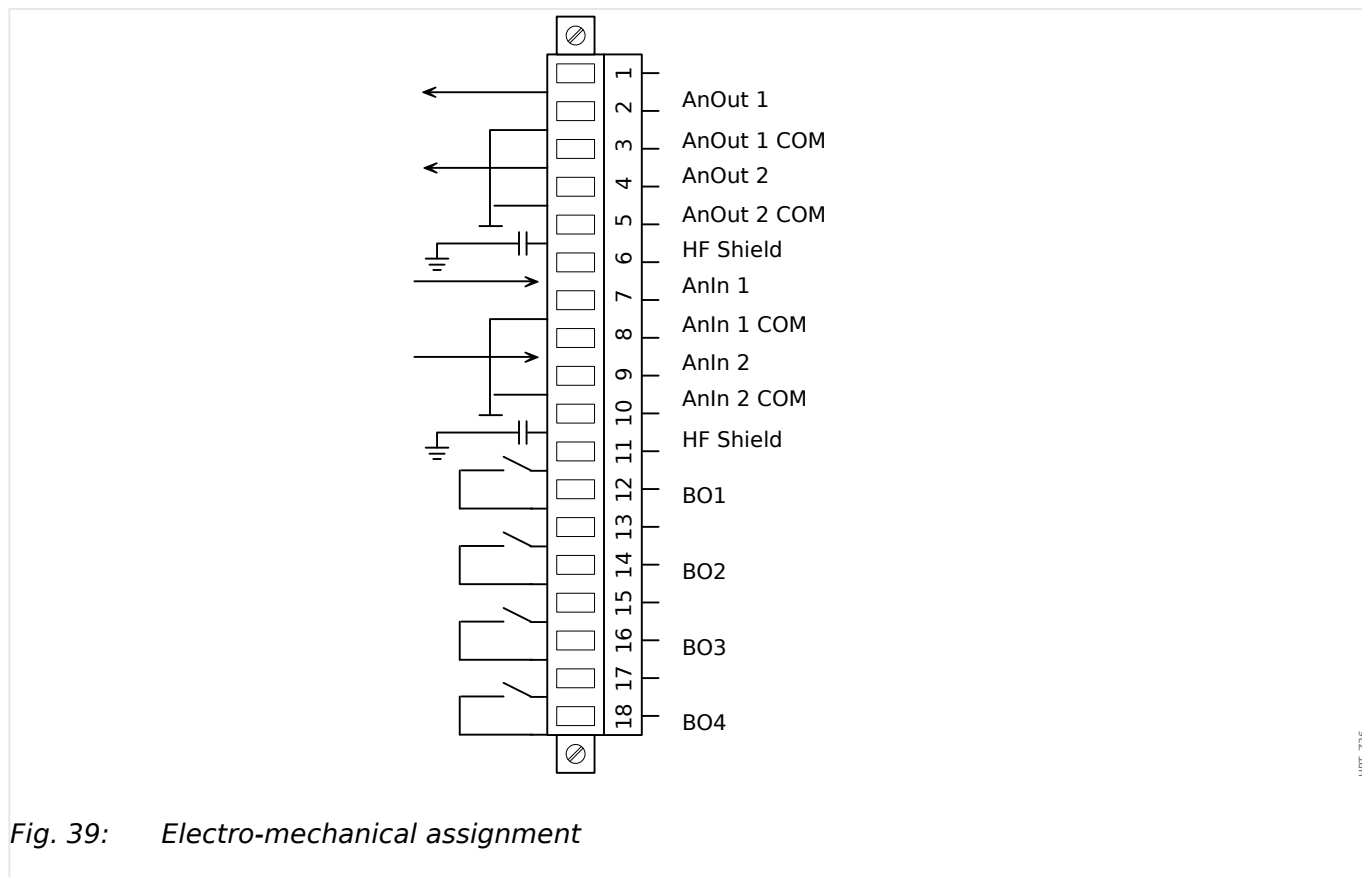 1
AnOut 1
2
AnOut 1 COM
3
AnOut 2
4
AnOut 2 COM
5
HF Shield
6
AnIn 1
7
AnIn 1 COM
8
AnIn 2
9
AnIn 2 COM
10
HF Shield
11
12
BO1
13
14
BO2
15
16
BO3
17
18
BO4
Fig. 39: Electro-mechanical assignment